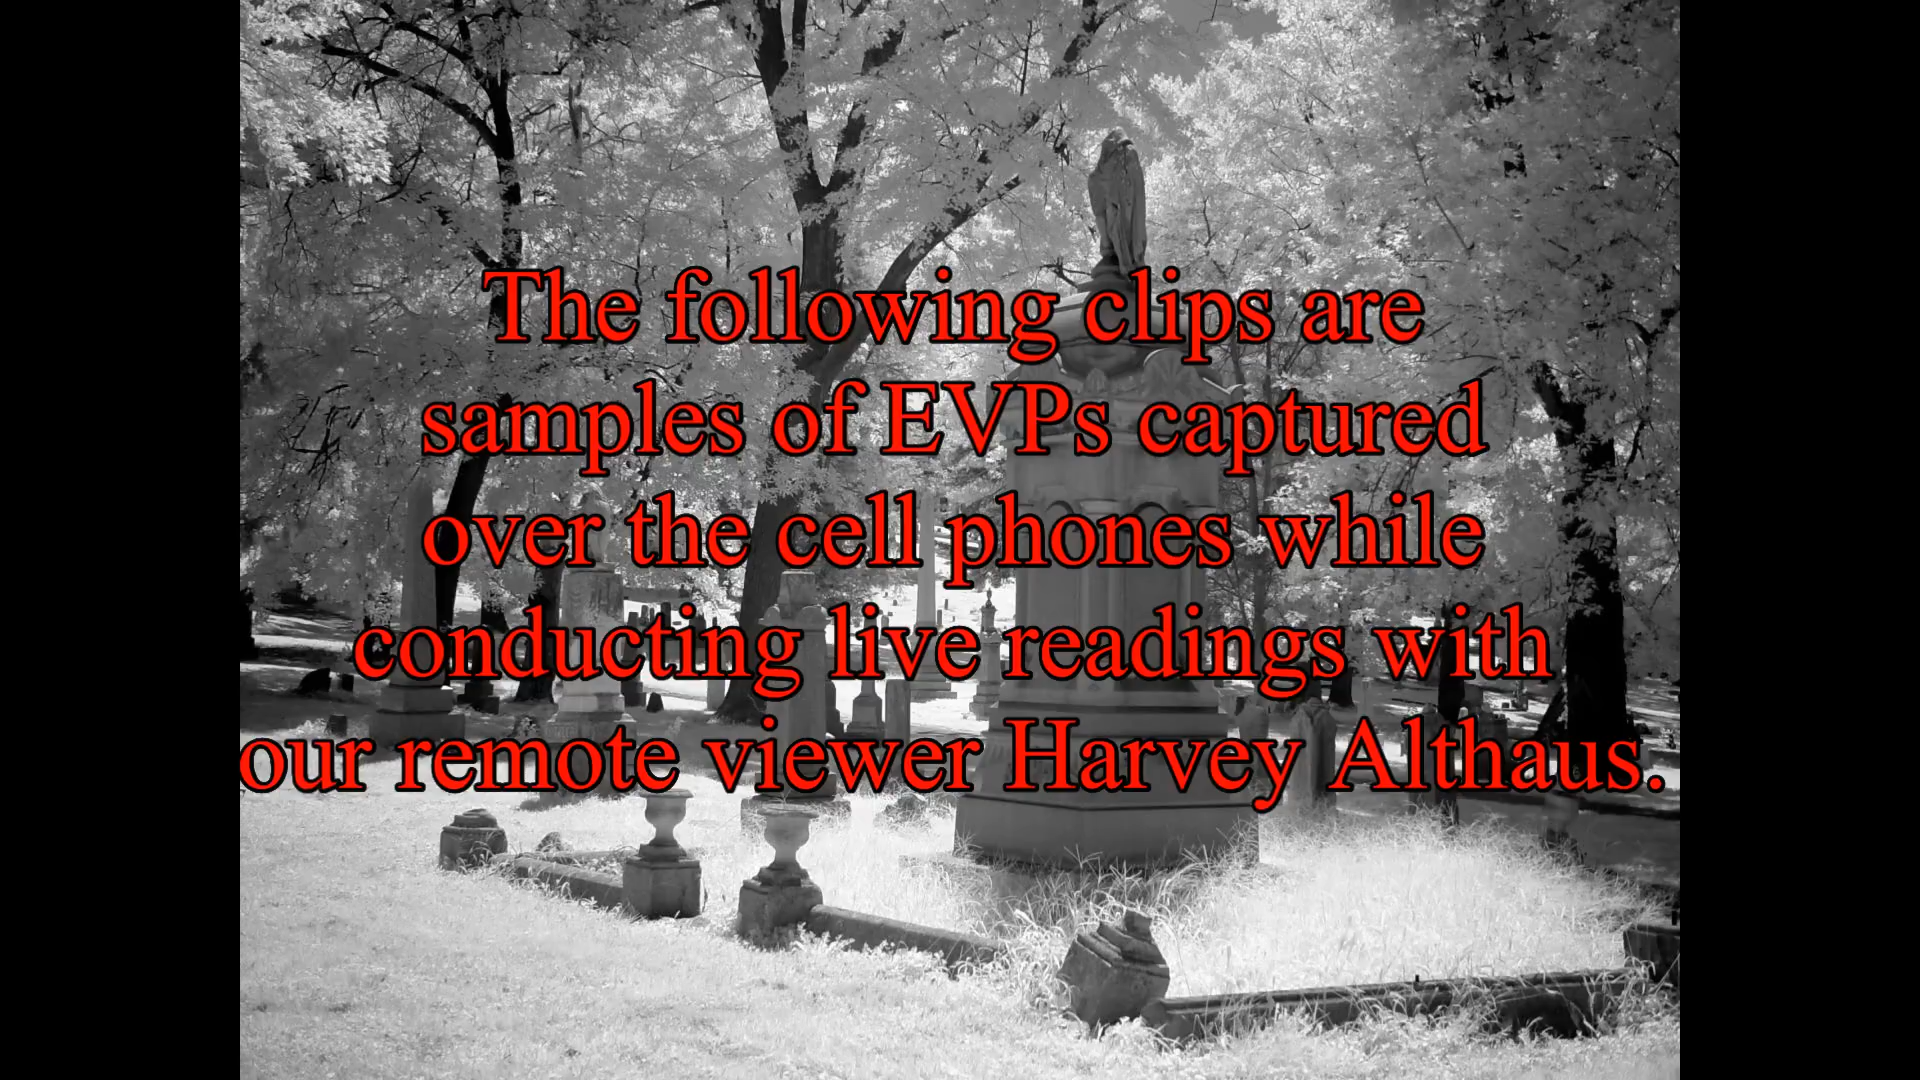 The following clips are
samples of EVPs captured
over the cell phones while
conducting live readings with
our remote viewer Harvey Althaus.